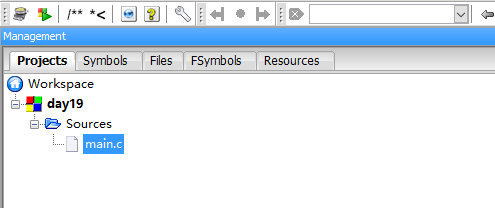 /** *<
Management
Projects Symbols Files FSymbols Resources
Workspace
day19
Sources
main.c